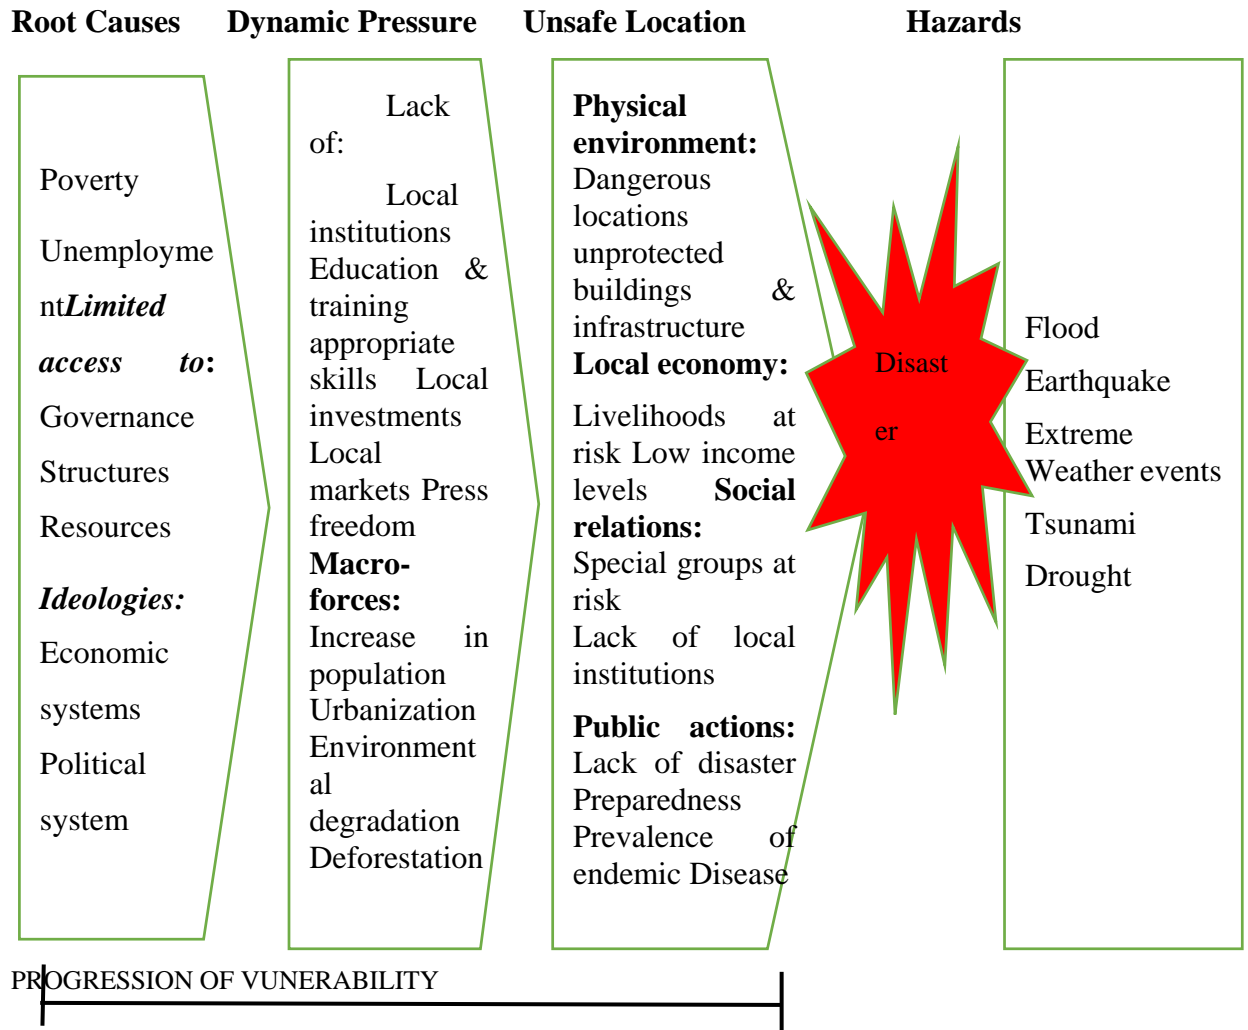 Root Causes
Dynamic Pressure
Unsafe Location
Hazards
Poverty
Unemployme
ntLimited
access to:
Governance
Structures
Resources
Ideologies:
Economic
systems
Political
system
Lack
of:
Local
institutions
Education &
training
appropriate
skills Local
investments
Local
markets Press
freedom
Macro-
forces:
Increase in
population
Urbanization
Environment
al
degradation
Deforestation
Physical
environment:
Dangerous
locations
unprotected
buildings &
infrastructure
Local economy:
Livelihoods at
risk Low income
levels Social
relations:
Special groups at
risk
Lack of local
institutions
Public actions:
Lack of disaster
Preparedness
Prevalence of
endemic Disease
Disast
er
Flood
Earthquake
Extreme
Weather events
Tsunami
Drought
PROGRESSION OF VUNERABILITY